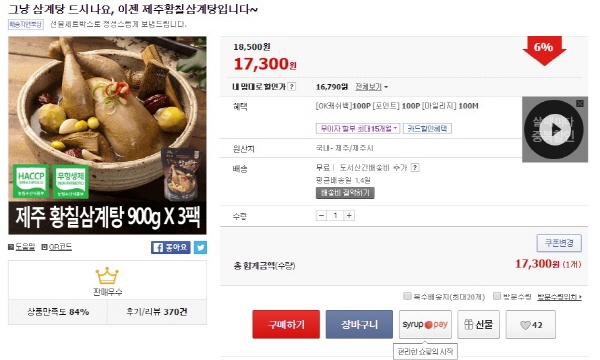 그냥 삼계탕 드시나요, 이젠 제주황칠삼계탕입니다~
배송지연보상 선물세트박스로 정성스럽게 보냅드립니다.
HACCP
무항생제
제주 황칠삼계탕 900g X 3팩
도움말 QR코드 좋아요
판매우수
상품만족도 84% 후기/리뷰 370건
18,500원
17,300원
6%
내 맘대로 할인가 ? 16,790원 전체보기
혜택 [OK캐쉬백]100P [포인트] 100P [마일리지] 100M
무이자 할부 최대15개월 카드할인혜택
원산지 국내- 제주/제주시
배송 무료 | 도서산간배송비 추가 ?
평균배송일 1.4일
배송비 절약하기
수량 - 1 +
쿠폰변경
총 합계금액(수량) 17,300원 (1개)
복수배송지(최대20개) 방문수령 방문수령위치
구매하기 장바구니 syrup pay 선물 42
편리한 쇼핑의 시작